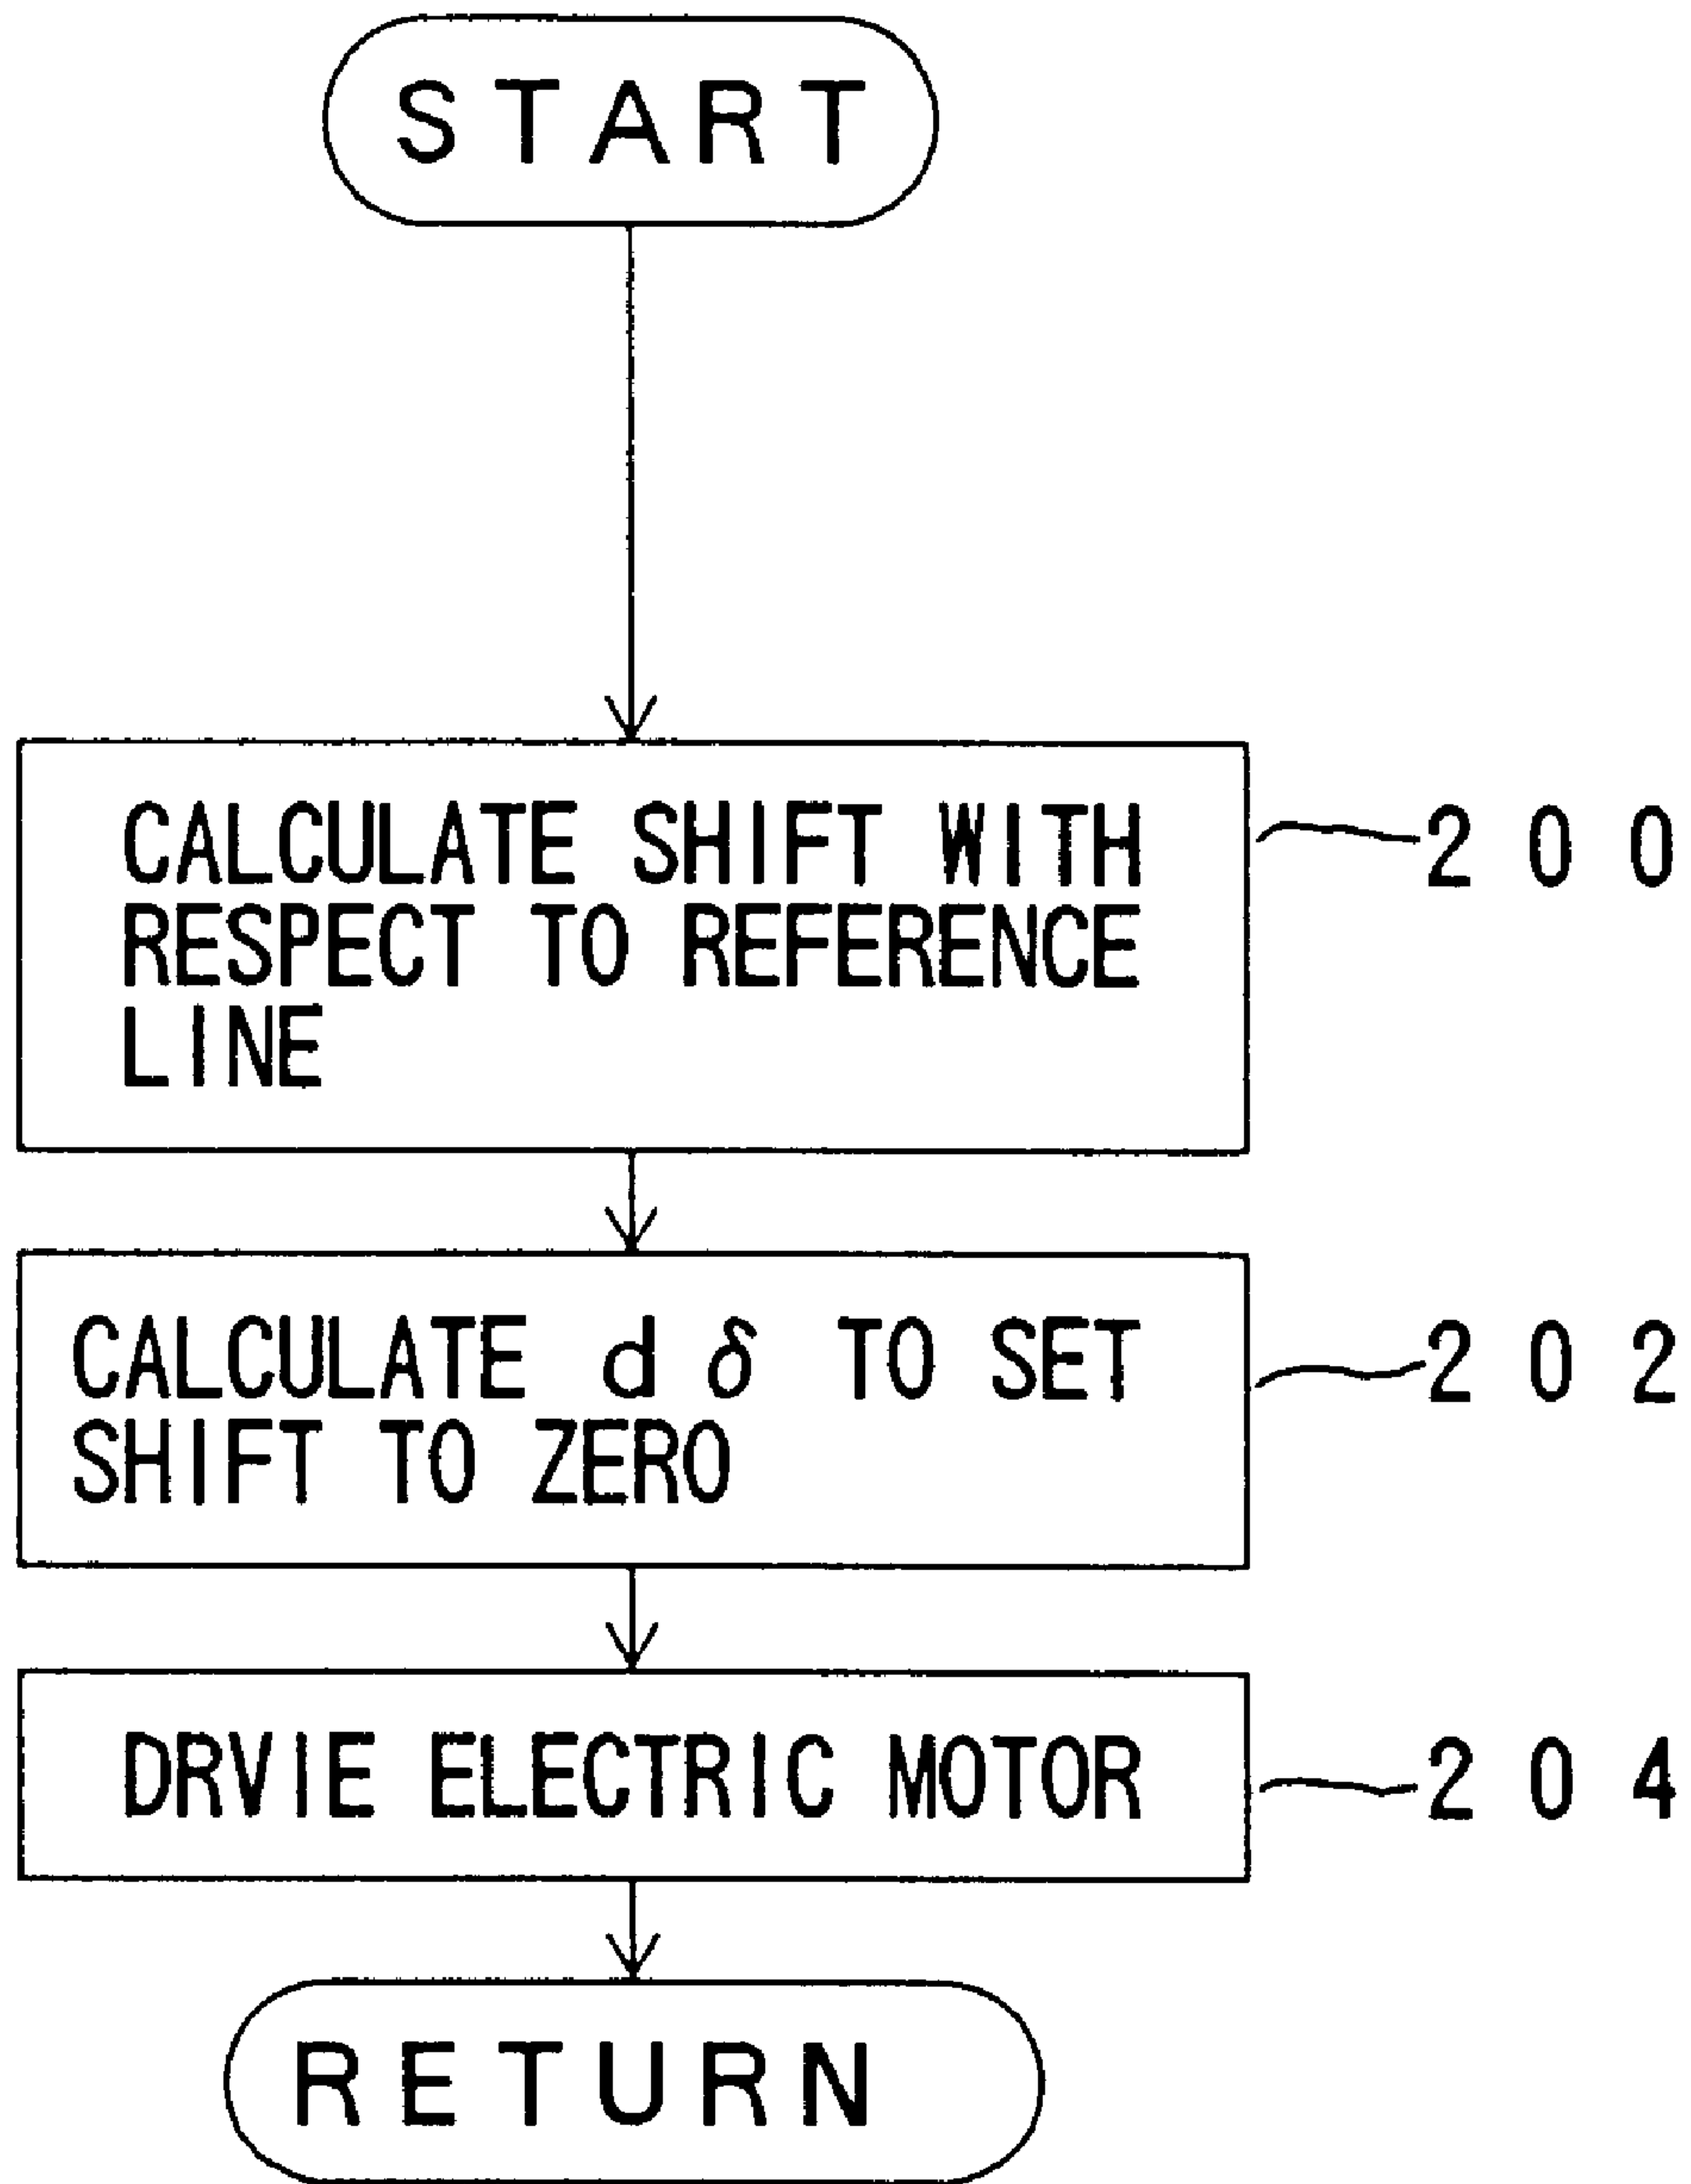 START
CALCULATE SHIFT WITH
RESPECT TO REFERENCE
LINE
200
CALCULATE d δ TO SET
SHIFT TO ZERO
202
DRVIE ELECTRIC MOTOR
204
RETURN